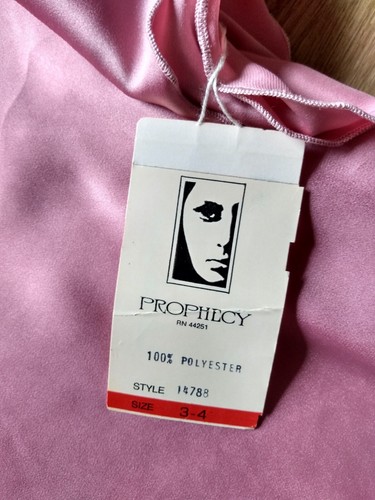 PROPHECY
RN 44251
100% POLYESTER
STYLE 14788
SIZE 3-4